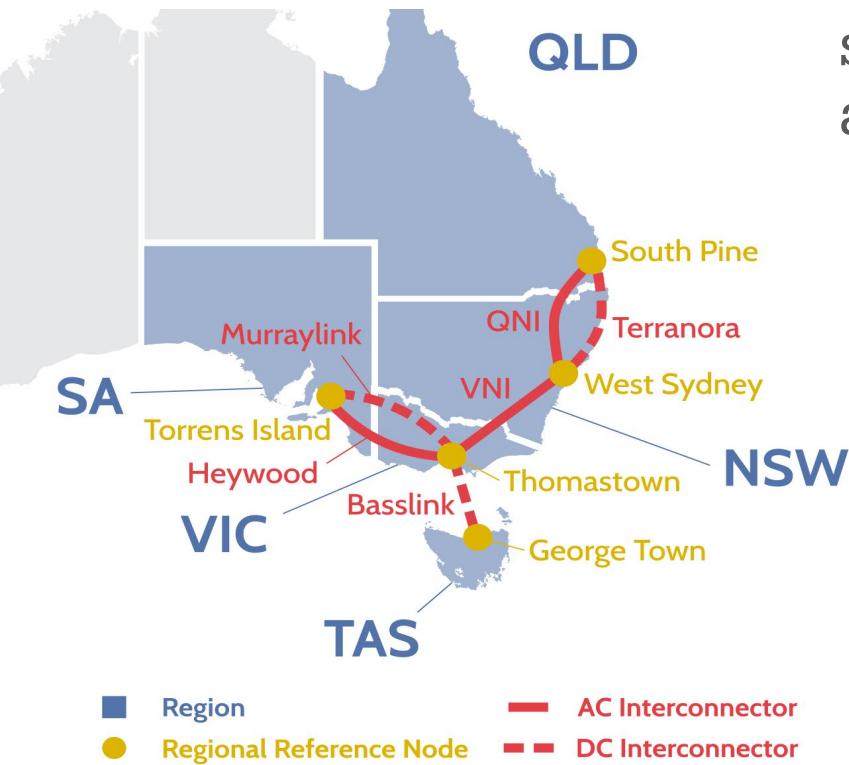 QLD
South Pine
QNI
Terranora
Murraylink
VNI
West Sydney
SA
Torrens Island
Heywood
NSW
Thomastown
Basslink
VIC
George Town
TAS
Region
AC Interconnector
Regional Reference Node
DC Interconnector